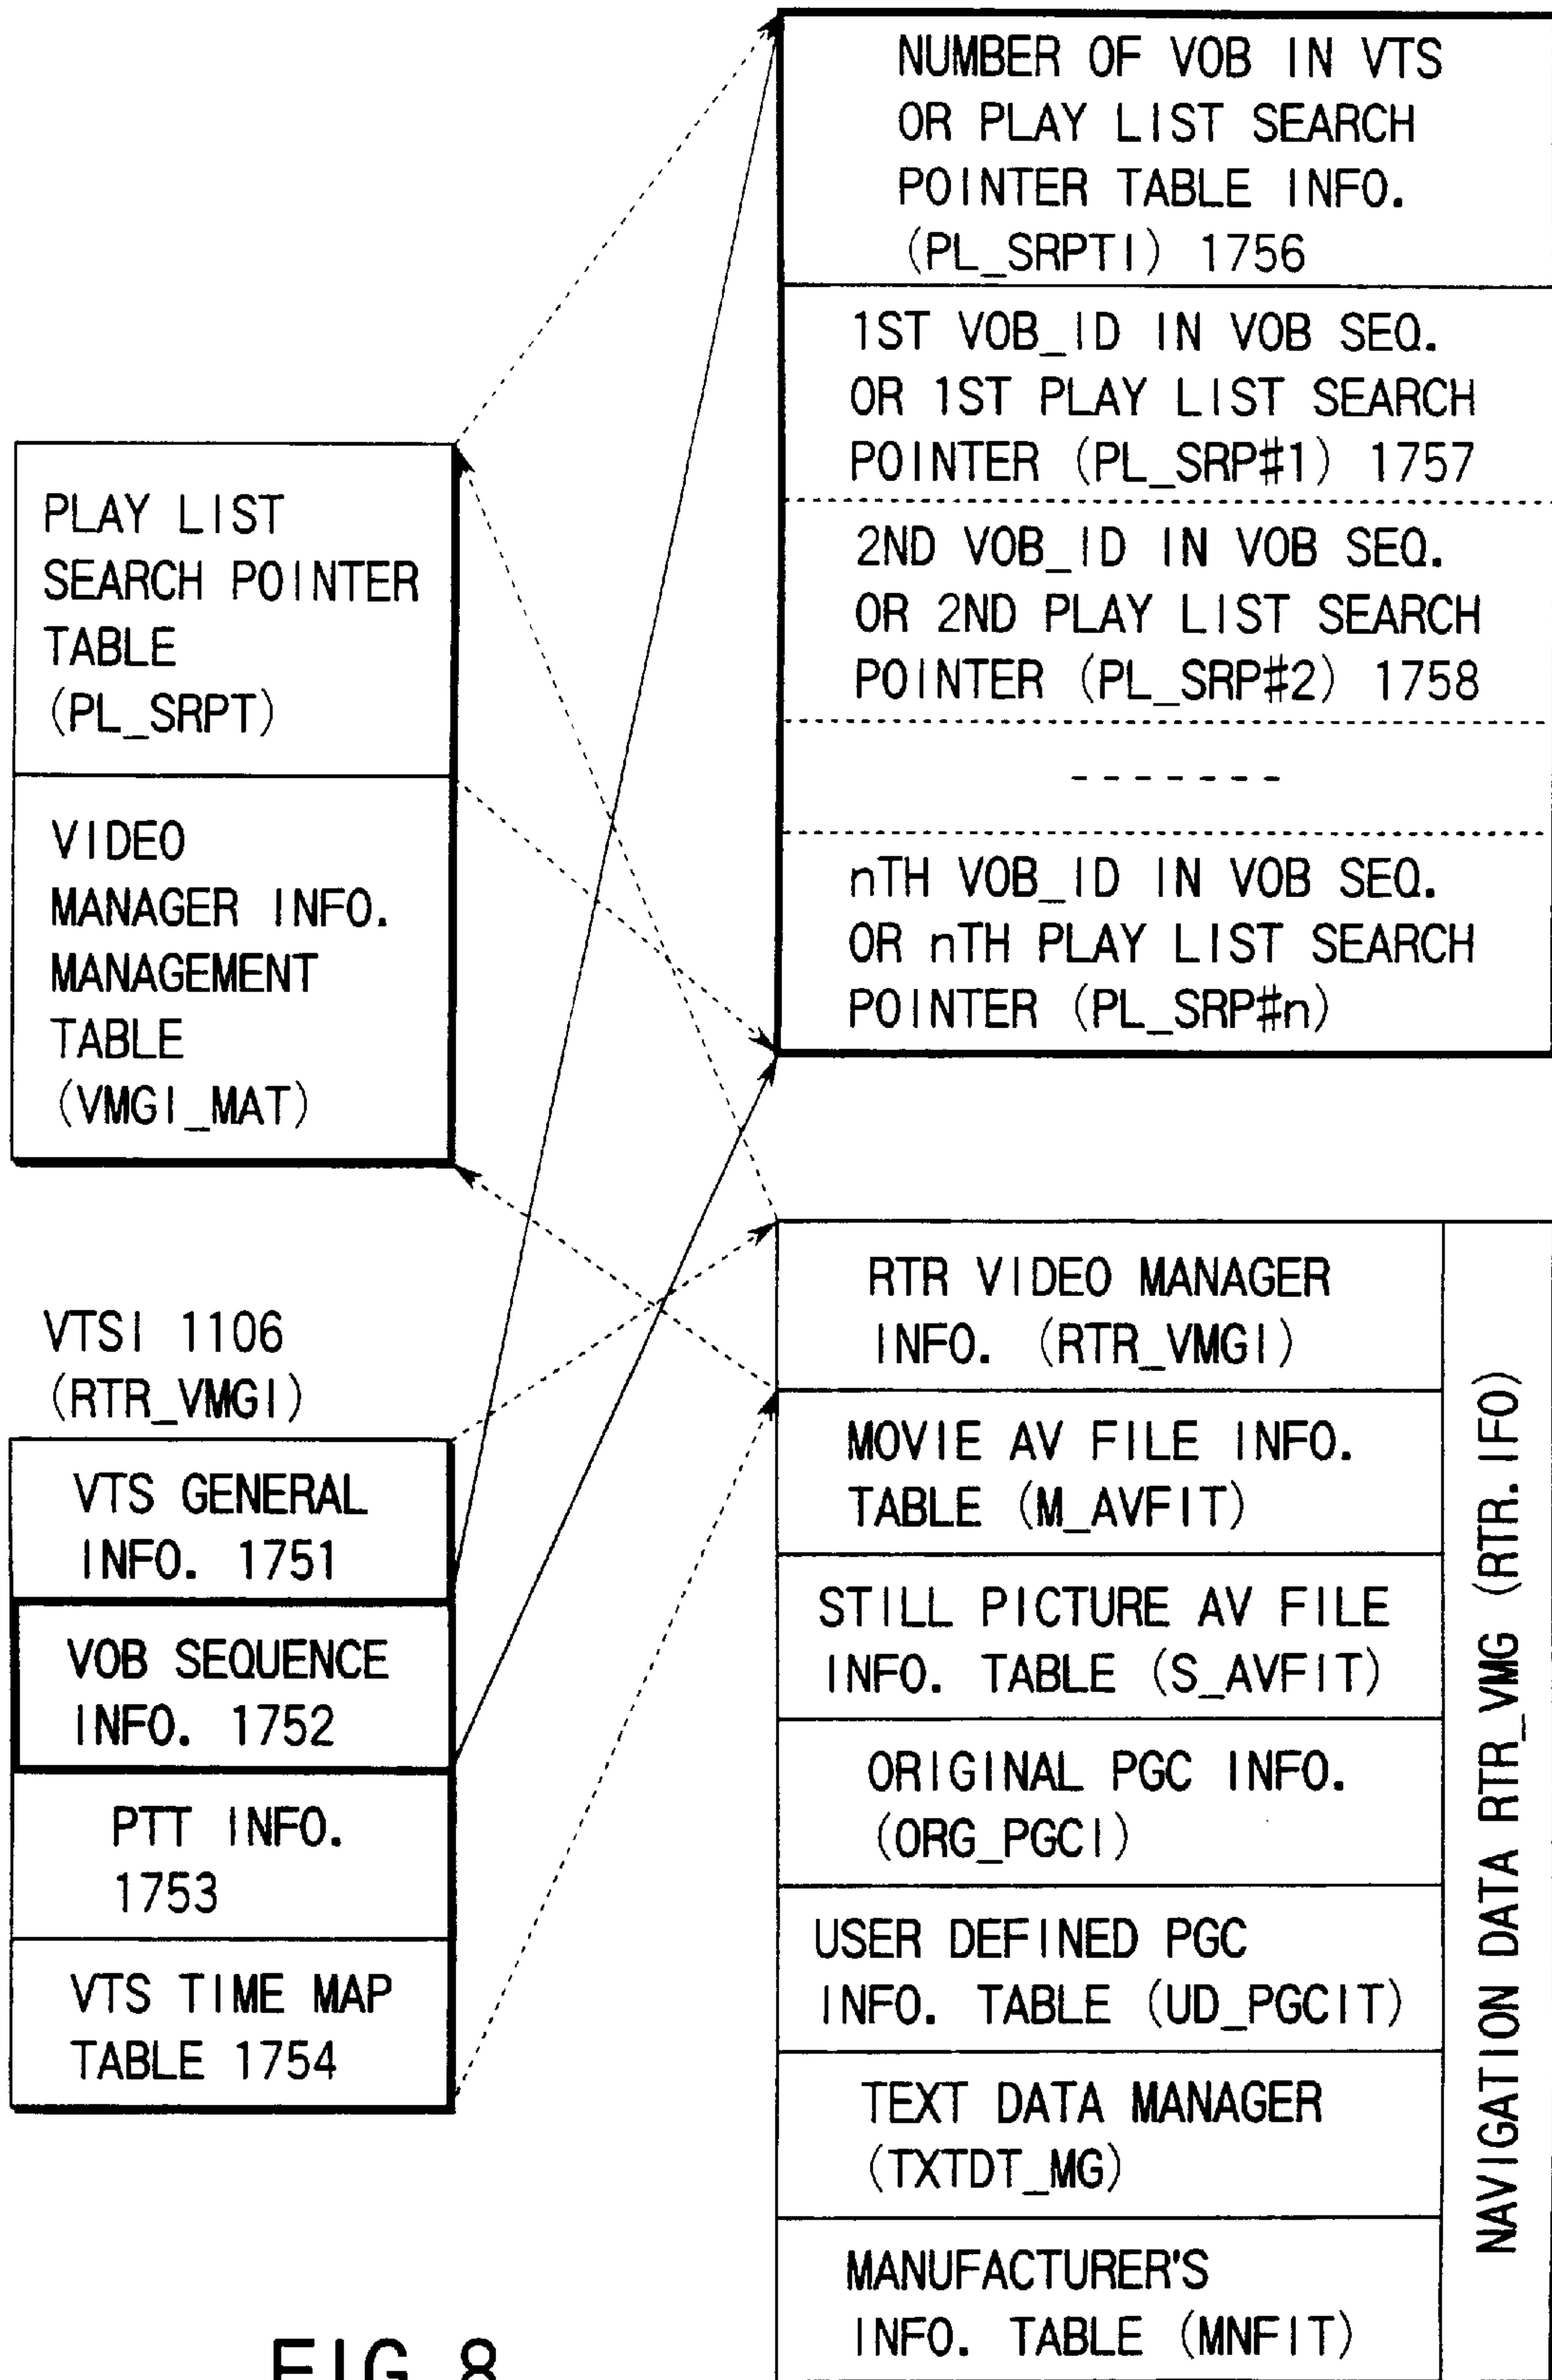 NUMBER OF VOB IN VTS
OR PLAY LIST SEARCH
POINTER TABLE INFO.
(PL_SRPTI) 1756
1ST VOB_ID IN VOB SEQ.
OR 1ST PLAY LIST SEARCH
POINTER (PL_SRP#1) 1757
2ND VOB_ID IN VOB SEQ.
OR 2ND PLAY LIST SEARCH
POINTER (PL_SRP#2) 1758
-------
nTH VOB_ID IN VOB SEQ.
OR nTH PLAY LIST SEARCH
POINTER (PL_SRP#n)
PLAY LIST
SEARCH POINTER
TABLE
(PL_SRPT)
VIDEO
MANAGER INFO.
MANAGEMENT
TABLE
(VMGI_MAT)
VTSI 1106
(RTR_VMGI)
VTS GENERAL
INFO. 1751
VOB SEQUENCE
INFO. 1752
PTT INFO.
1753
VTS TIME MAP
TABLE 1754
RTR VIDEO MANAGER
INFO. (RTR_VMGI)
MOVIE AV FILE INFO.
TABLE (M_AVFIT)
STILL PICTURE AV FILE
INFO. TABLE (S_AVFIT)
ORIGINAL PGC INFO.
(ORG_PGCI)
USER DEFINED PGC
INFO. TABLE (UD_PGCIT)
TEXT DATA MANAGER
(TXTDT_MG)
MANUFACTURER'S
INFO. TABLE (MNFIT)
NAVIGATION DATA RTR_VMG (RTR. IFO)
FIG. 8